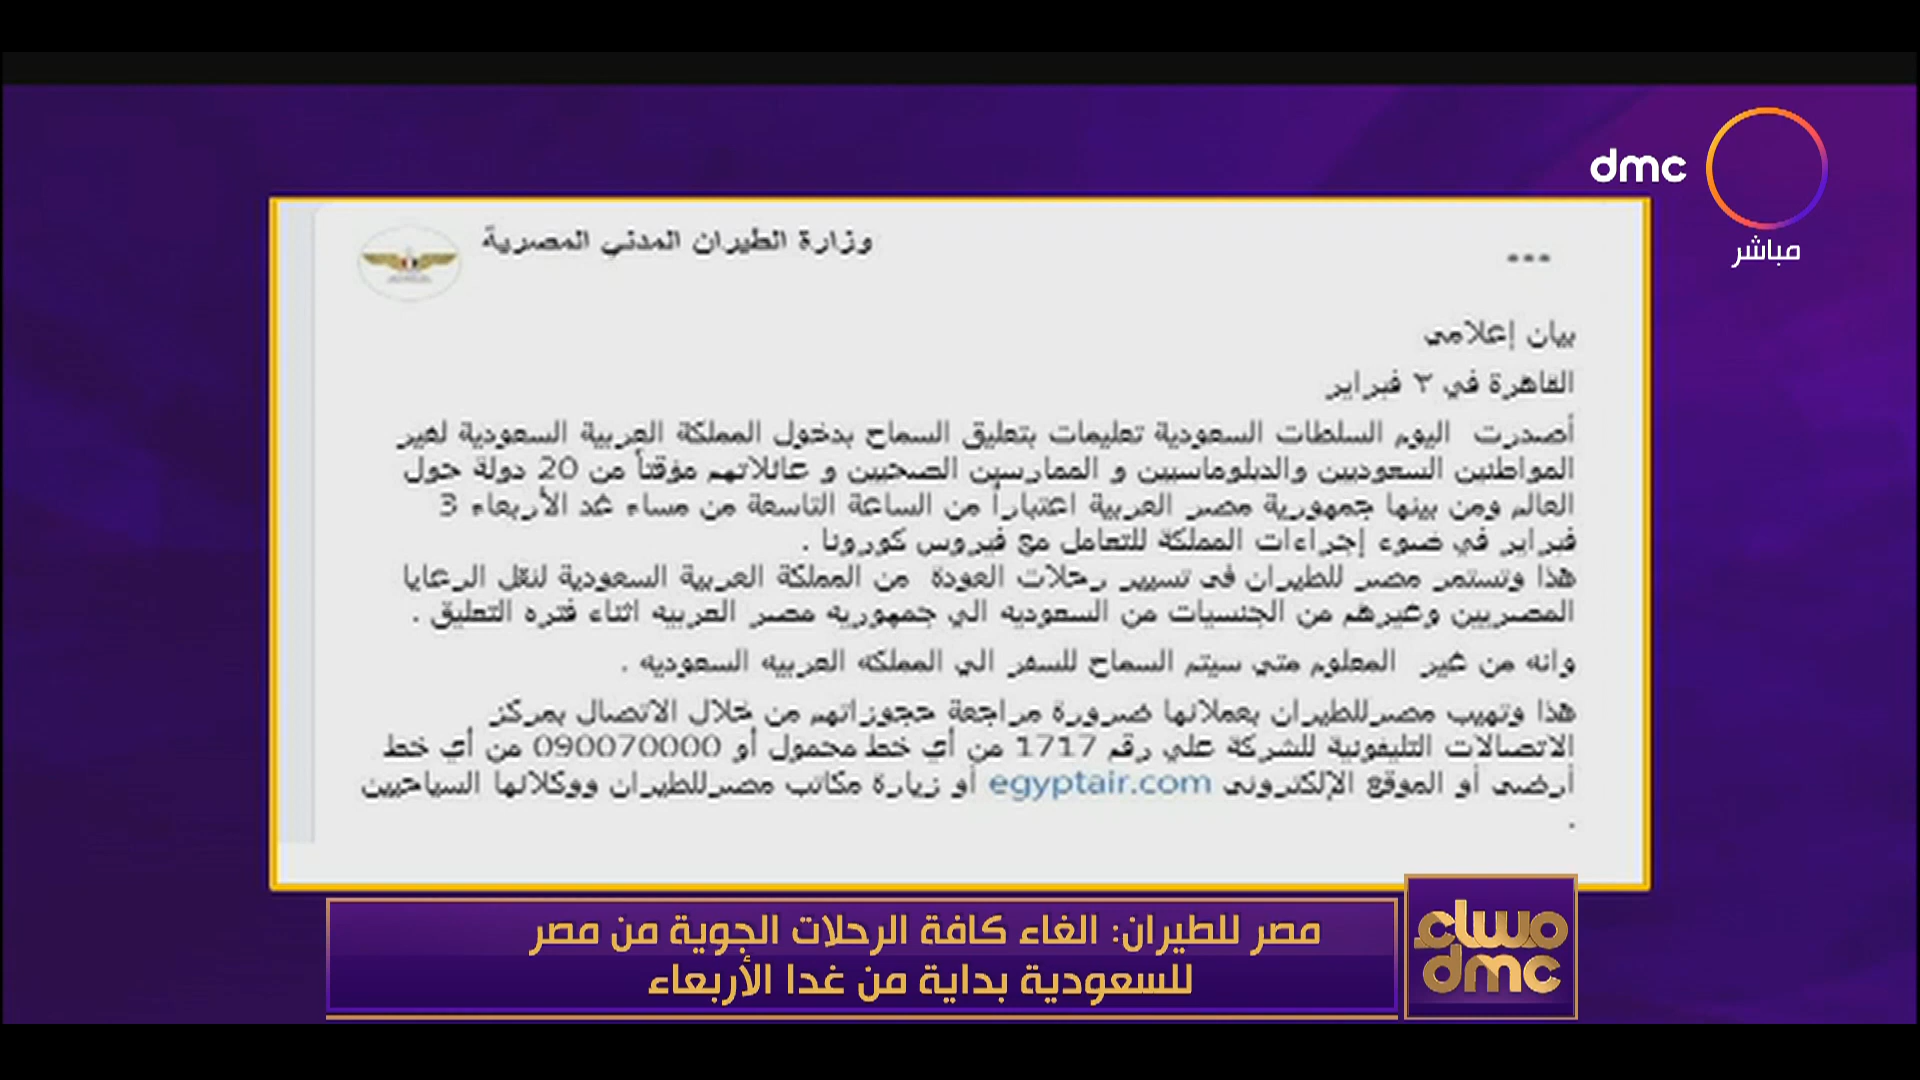 dmc
مباشر
وزارة الطيران المدني المصرية
بيان إعلامي
القاهرة في ٣ فبراير
أصدرت اليوم السلطات السعودية تعليمات بتعليق السماح بدخول المملكة العربية السعودية لغير
المواطنين السعوديين والدبلوماسيين و الممارسين الصحيين و عائلاتهم مؤقتاً من 20 دولة حول
العالم ومن بينها جمهورية مصر العربية اعتباراً من الساعة التاسعة من مساء غد الأربعاء 3
فبراير في ضوء إجراءات المملكة للتعامل مع فيروس كورونا .
هذا وتستمر مصر للطيران فى تسيير رحلات العودة من المملكة العربية السعودية لنقل الرعايا
المصريين وغيرهم من الجنسيات من السعوديه الي جمهوريه مصر العربيه اثناء فتره التعليق .
وانه من غير المعلوم متي سيتم السماح للسفر الي المملكه العربيه السعوديه .
هذا وتهيب مصرللطيران بعملائها ضرورة مراجعة حجوزاتهم من خلال الاتصال بمركز
الاتصالات التليفونية للشركة علي رقم 1717 من أي خط محمول أو 090070000 من أي خط
أرضى أو الموقع الإلكترونى egyptair.com أو زيارة مكاتب مصرللطيران ووكلائها السياحيين
.
مصر للطيران: الغاء كافة الرحلات الجوية من مصر
للسعودية بداية من غدا الأربعاء
مساء
dmc